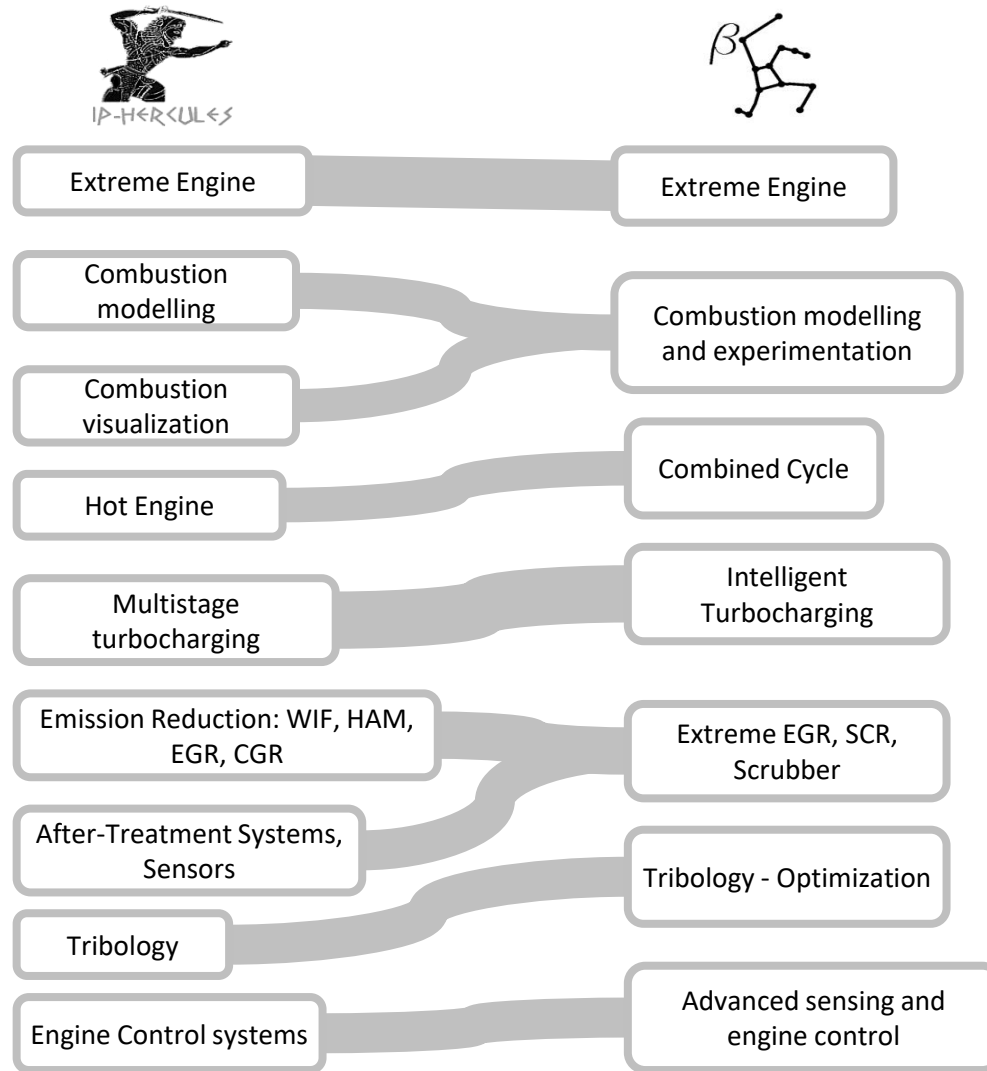 IP-HERCULES
β
Extreme Engine
Extreme Engine
Combustion
modelling
Combustion modelling
and experimentation
Combustion
visualization
Combined Cycle
Hot Engine
Intelligent
Turbocharging
Multistage
turbocharging
Emission Reduction: WIF, HAM,
EGR, CGR
Extreme EGR, SCR,
Scrubber
After-Treatment Systems,
Sensors
Tribology - Optimization
Tribology
Advanced sensing and
engine control
Engine Control systems